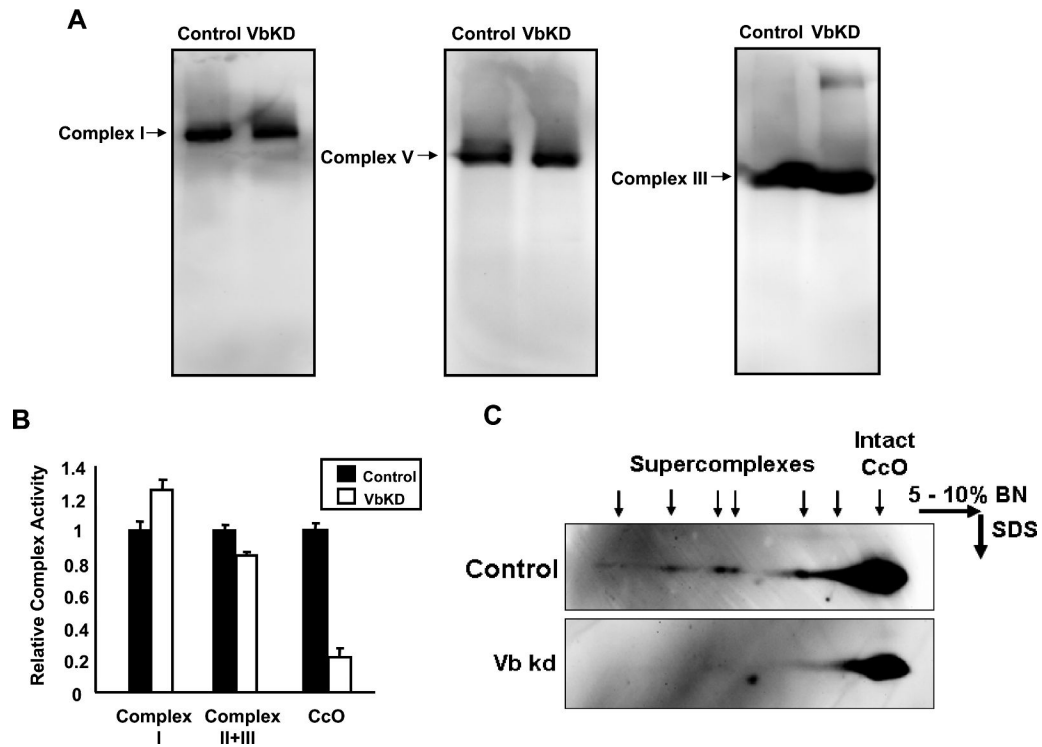 A
Control VbKD
Control VbKD
Control VbKD
Complex I
Complex V
Complex III
B
Relative Complex Activity
1.4
1.2
1
0.8
0.6
0.4
0.2
0
Control
VbKD
Complex
I
Complex
II+III
CcO
C
Supercomplexes
Intact
CcO
5 - 10% BN
SDS
Control
Vb kd